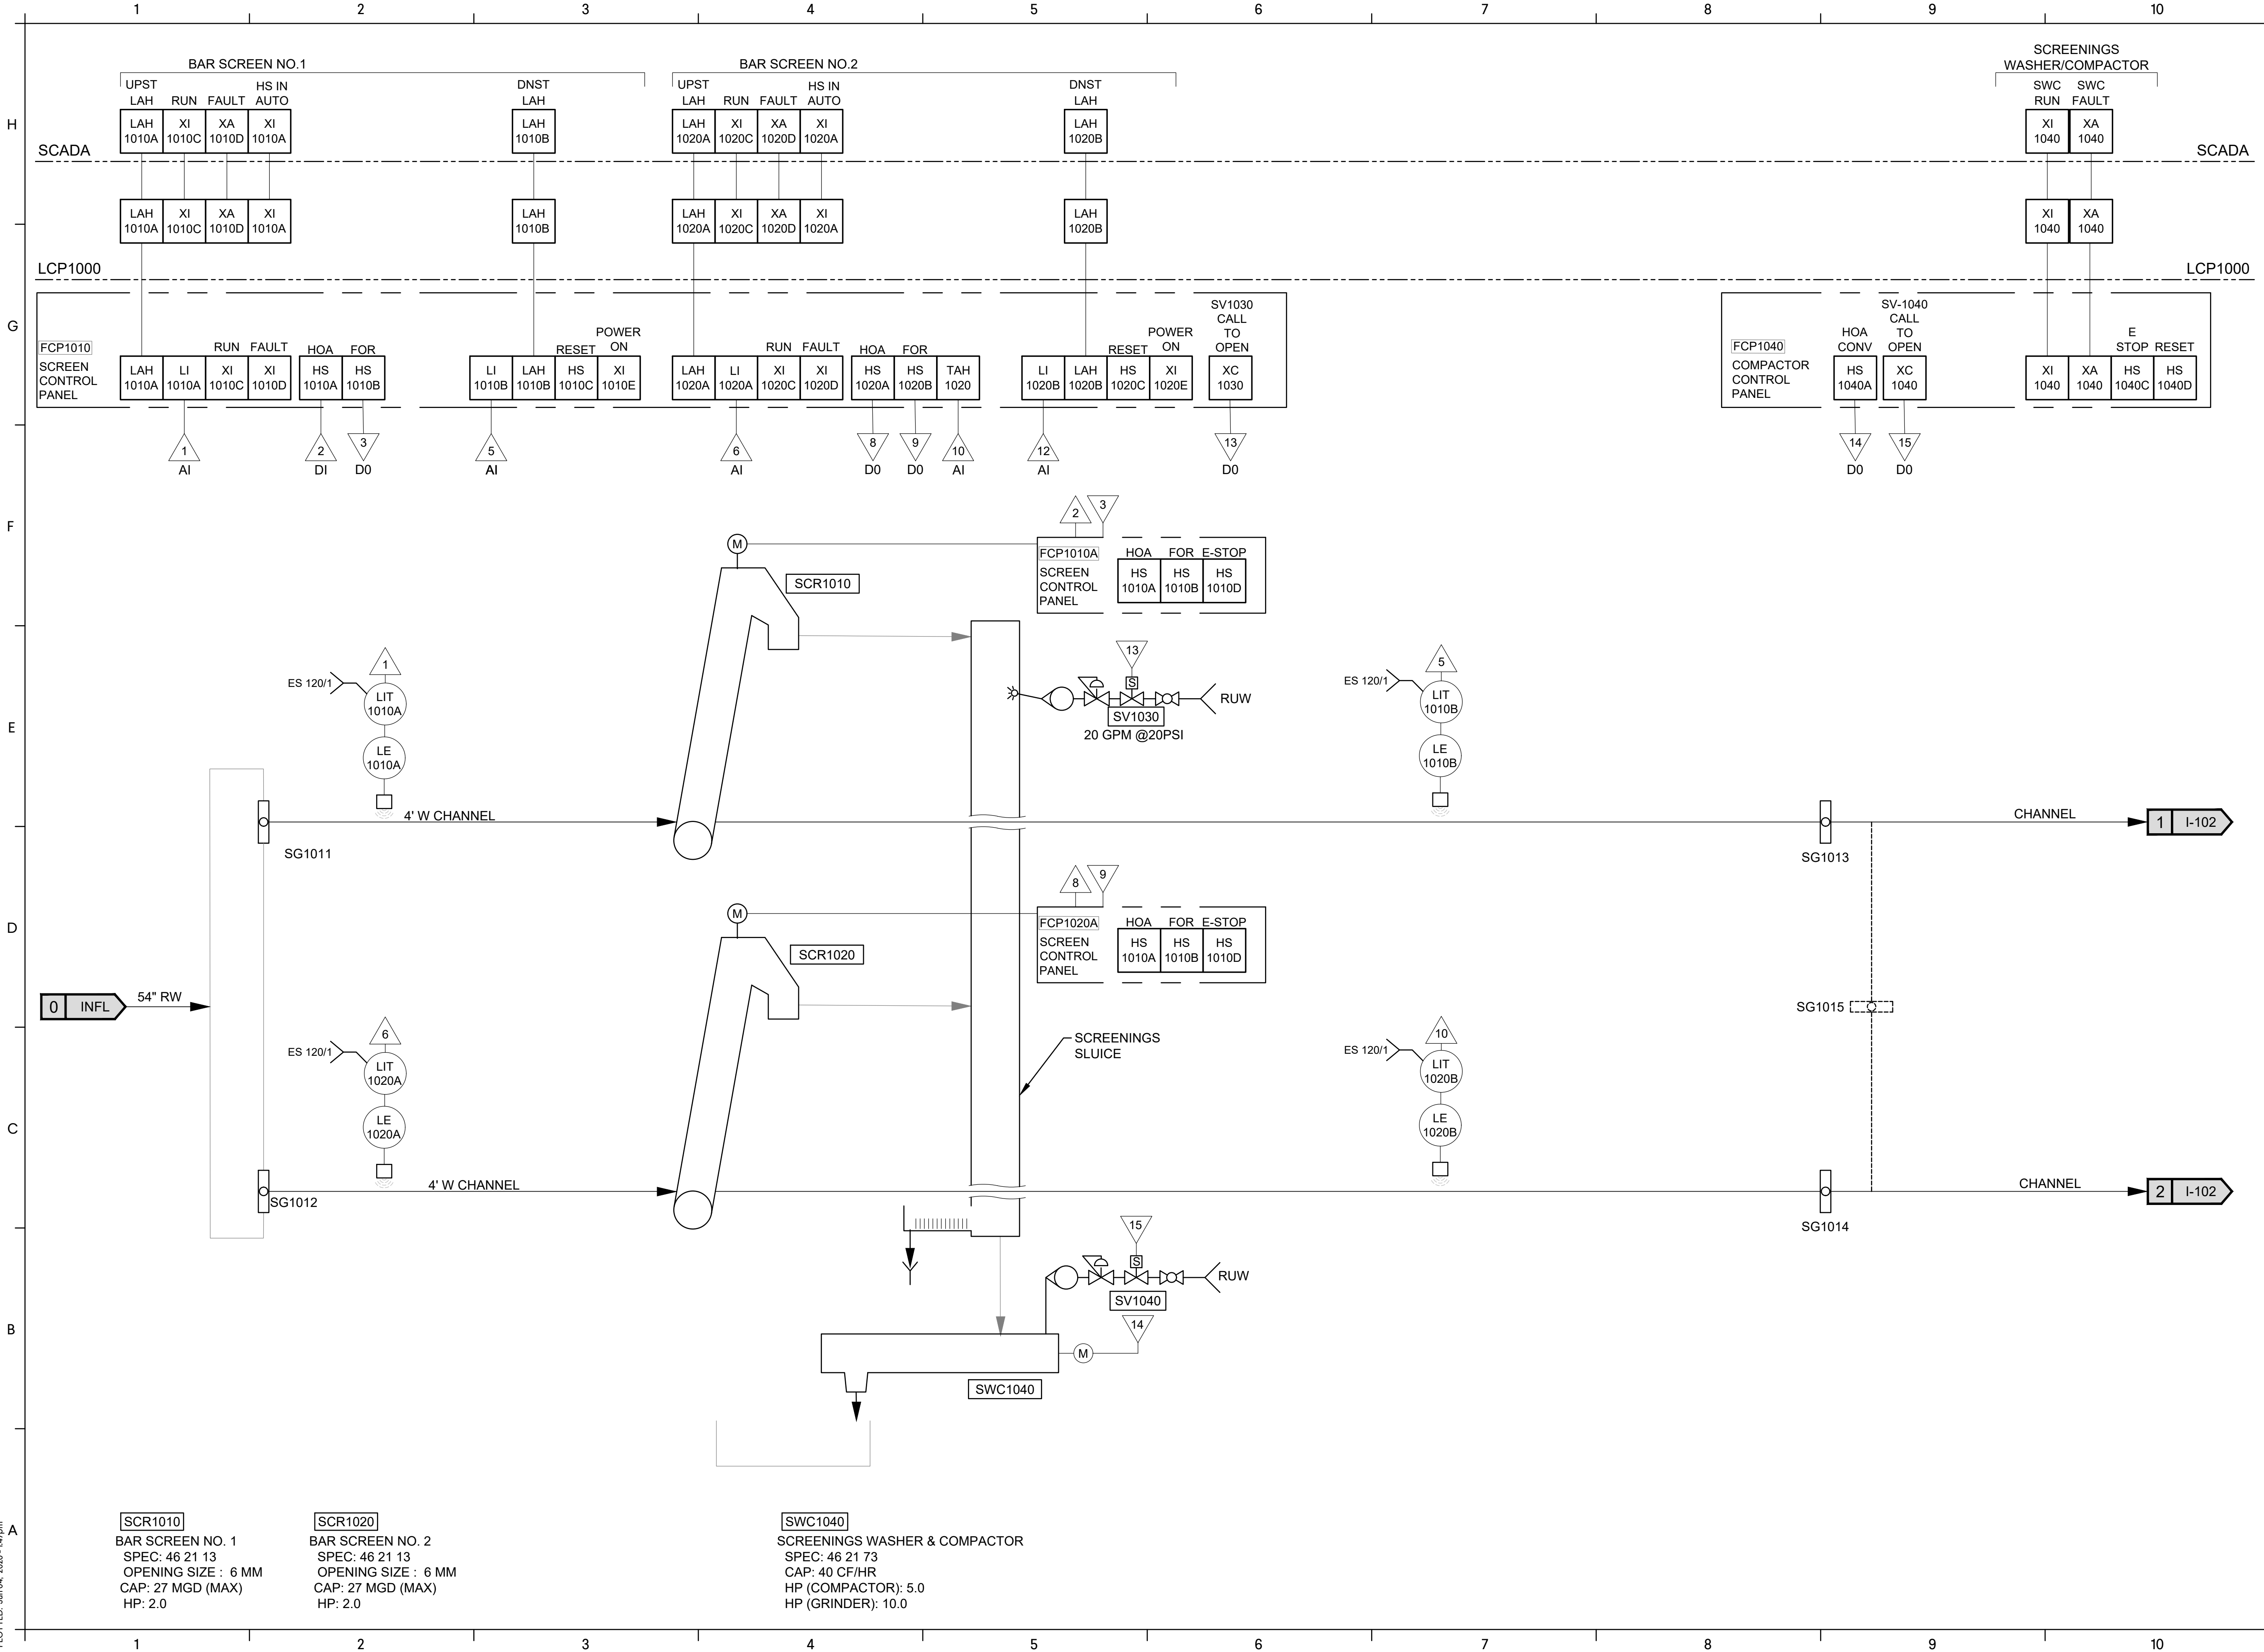 1 2 3 4 5 6 7 8 9 10
BAR SCREEN NO.1
BAR SCREEN NO.2
SCREENINGS
WASHER/COMPACTOR
UPST
LAH
RUN
FAULT
HS IN
AUTO
DNST
LAH
UPST
LAH
RUN
FAULT
HS IN
AUTO
DNST
LAH
SWC
RUN
SWC
FAULT
H
LAH
1010A
XI
1010C
XA
1010D
XI
1010A
LAH
1010B
LAH
1020A
XI
1020C
XA
1020D
XI
1020A
LAH
1020B
XI
1040
XA
1040
SCADA
SCADA
LAH
1010A
XI
1010C
XA
1010D
XI
1010A
LAH
1010B
LAH
1020A
XI
1020C
XA
1020D
XI
1020A
LAH
1020B
XI
1040
XA
1040
LCP1000
LCP1000
G
FCP1010
SCREEN
CONTROL
PANEL
LAH
1010A
LI
1010A
RUN
XI
1010C
FAULT
XI
1010D
HOA
HS
1010A
FOR
HS
1010B
LI
1010B
LAH
1010B
RESET
HS
1010C
POWER
ON
XI
1010E
LAH
1020A
LI
1020A
RUN
XI
1020C
FAULT
XI
1020D
HOA
HS
1020A
FOR
HS
1020B
TAH
1020
LI
1020B
LAH
1020B
RESET
HS
1020C
POWER
ON
XI
1020E
SV1030
CALL
TO
OPEN
XC
1030
FCP1040
COMPACTOR
CONTROL
PANEL
HOA
CONV
HS
1040A
SV-1040
CALL
TO
OPEN
XC
1040
XI
1040
XA
1040
E
STOP
HS
1040C
RESET
HS
1040D
1
AI
2
DI
3
D0
5
AI
6
AI
8
D0
9
D0
10
AI
12
AI
13
D0
14
D0
15
D0
F
2
3
M
SCR1010
FCP1010A
SCREEN
CONTROL
PANEL
HOA
HS
1010A
FOR
HS
1010B
E-STOP
HS
1010D
E
1
ES 120/1
LIT
1010A
LE
1010A
13
S
RUW
SV1030
20 GPM @20PSI
5
ES 120/1
LIT
1010B
LE
1010B
4' W CHANNEL
CHANNEL
1 I-102
SG1011
SG1013
D
8
9
M
SCR1020
FCP1020A
SCREEN
CONTROL
PANEL
HOA
HS
1010A
FOR
HS
1010B
E-STOP
HS
1010D
0 INFL
54" RW
SG1015
C
6
ES 120/1
LIT
1020A
LE
1020A
SCREENINGS
SLUICE
10
ES 120/1
LIT
1020B
LE
1020B
4' W CHANNEL
CHANNEL
2 I-102
SG1012
SG1014
B
15
S
RUW
SV1040
14
M
SWC1040
A
SCR1010
BAR SCREEN NO. 1
SPEC: 46 21 13
OPENING SIZE : 6 MM
CAP: 27 MGD (MAX)
HP: 2.0
SCR1020
BAR SCREEN NO. 2
SPEC: 46 21 13
OPENING SIZE : 6 MM
CAP: 27 MGD (MAX)
HP: 2.0
SWC1040
SCREENINGS WASHER & COMPACTOR
SPEC: 46 21 73
CAP: 40 CF/HR
HP (COMPACTOR): 5.0
HP (GRINDER): 10.0
1 2 3 4 5 6 7 8 9 10